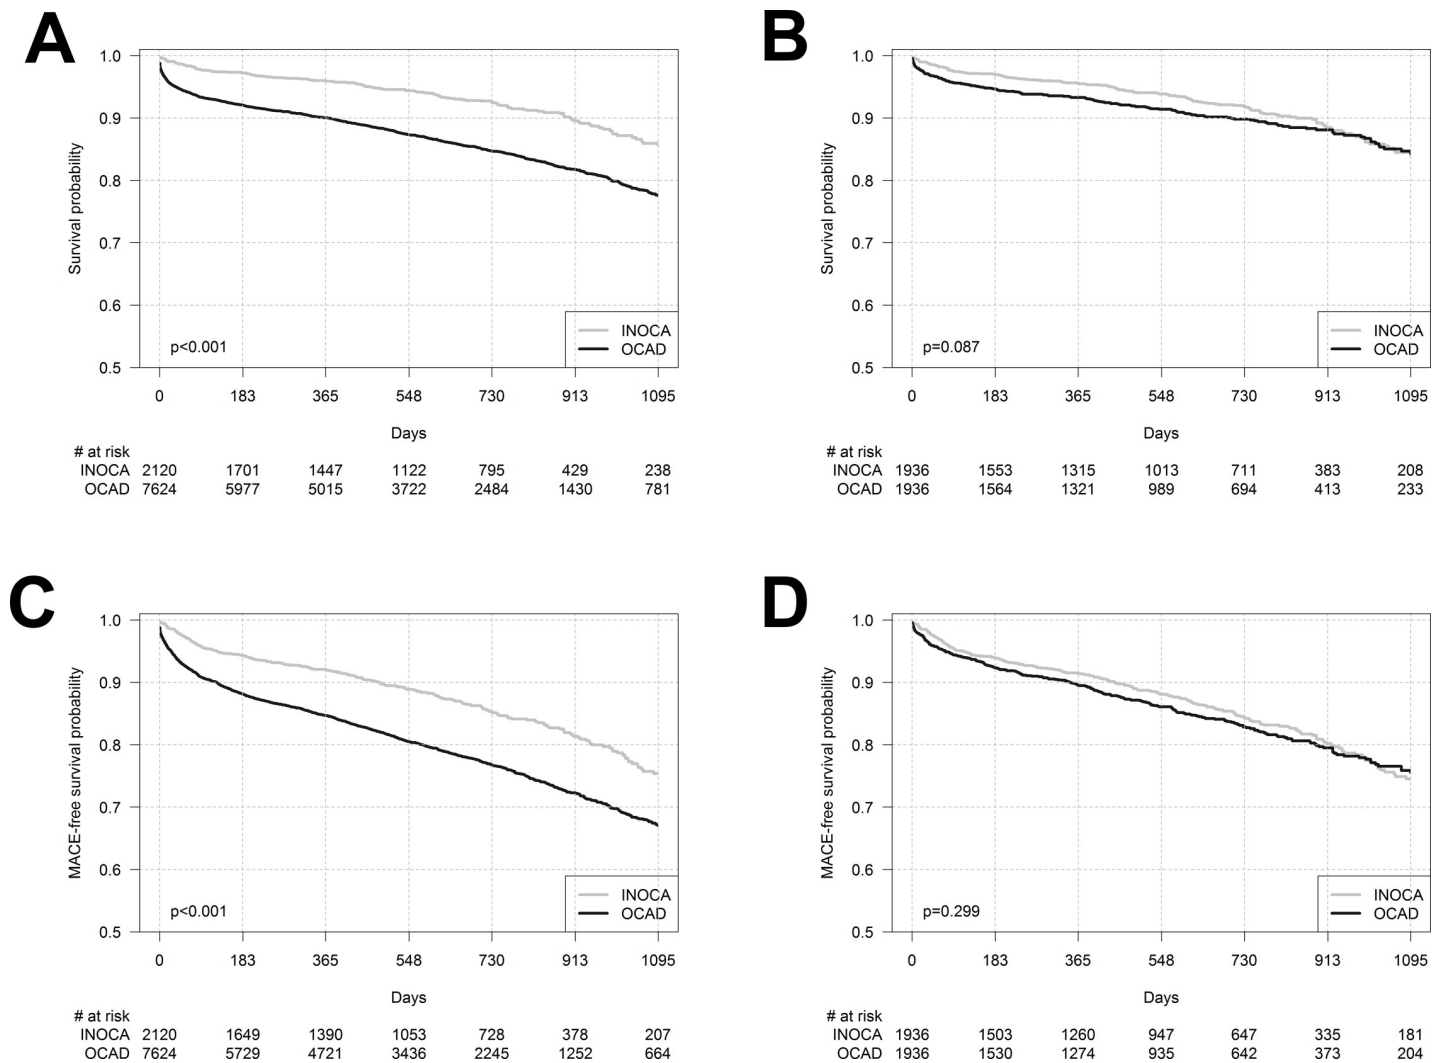 A
1.0
0.9
0.8
0.7
0.6
0.5
Survival probability
p<0.001
INOCA
OCAD
0 183 365 548 730 913 1095
Days
# at risk
INOCA 2120 1701 1447 1122 795 429 238
OCAD 7624 5977 5015 3722 2484 1430 781
B
1.0
0.9
0.8
0.7
0.6
0.5
Survival probability
p=0.087
INOCA
OCAD
0 183 365 548 730 913 1095
Days
# at risk
INOCA 1936 1553 1315 1013 711 383 208
OCAD 1936 1564 1321 989 694 413 233
C
1.0
0.9
0.8
0.7
0.6
0.5
MACE-free survival probability
p<0.001
INOCA
OCAD
0 183 365 548 730 913 1095
Days
# at risk
INOCA 2120 1649 1390 1053 728 378 207
OCAD 7624 5729 4721 3436 2245 1252 664
D
1.0
0.9
0.8
0.7
0.6
0.5
MACE-free survival probability
p=0.299
INOCA
OCAD
0 183 365 548 730 913 1095
Days
# at risk
INOCA 1936 1503 1260 947 647 335 181
OCAD 1936 1530 1274 935 642 373 204